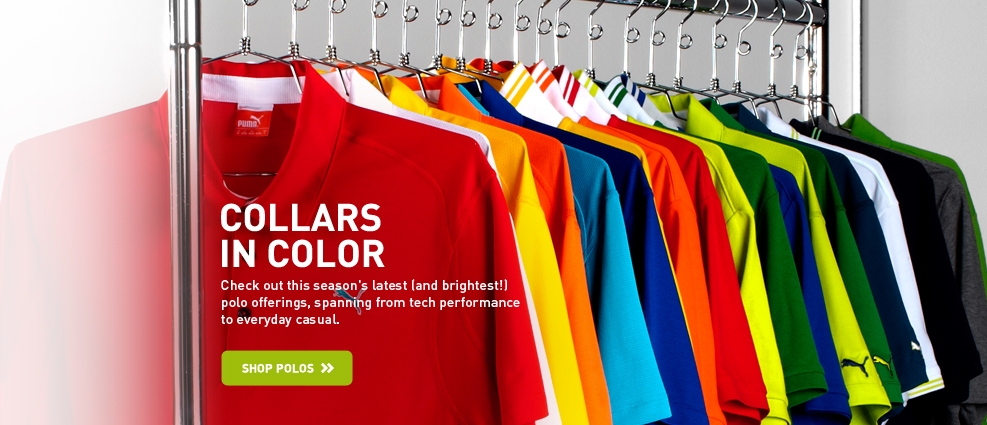 PUMA
COLLARS
IN COLOR
Check out this season's latest (and brightest!)
polo offerings, spanning from tech performance
to everyday casual.
SHOP POLOS